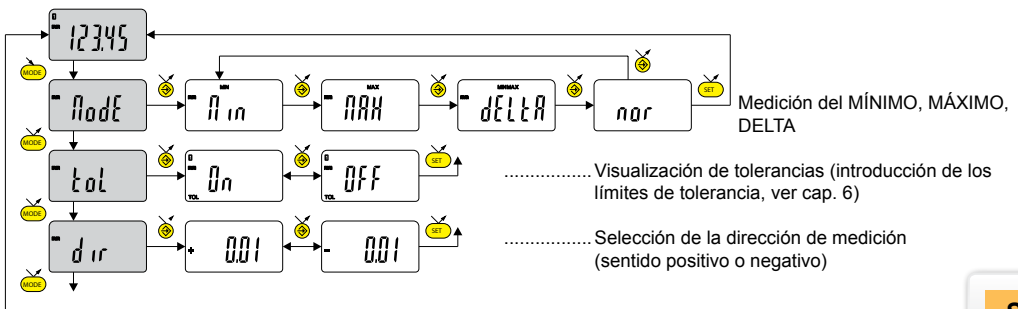 123.45
MODE
MIN MAX MINMAX
ModE Min MAX dELtA nor SET
Medición del MÍNIMO, MÁXIMO,
DELTA
MODE
tol On OFF SET
TOL TOL
.................Visualización de tolerancias (introducción de los
límites de tolerancia, ver cap. 6)
MODE
dir + 0.01 - 0.01 SET
.................Selección de la dirección de medición
(sentido positivo o negativo)
MODE